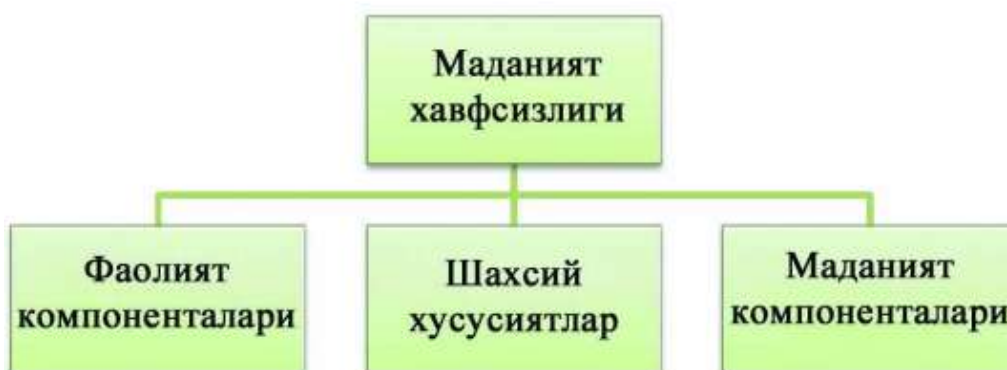 Маданият
хавфсизлиги
Фаолият
компоненталари
Шахсий
хусусиятлар
Маданият
компоненталари